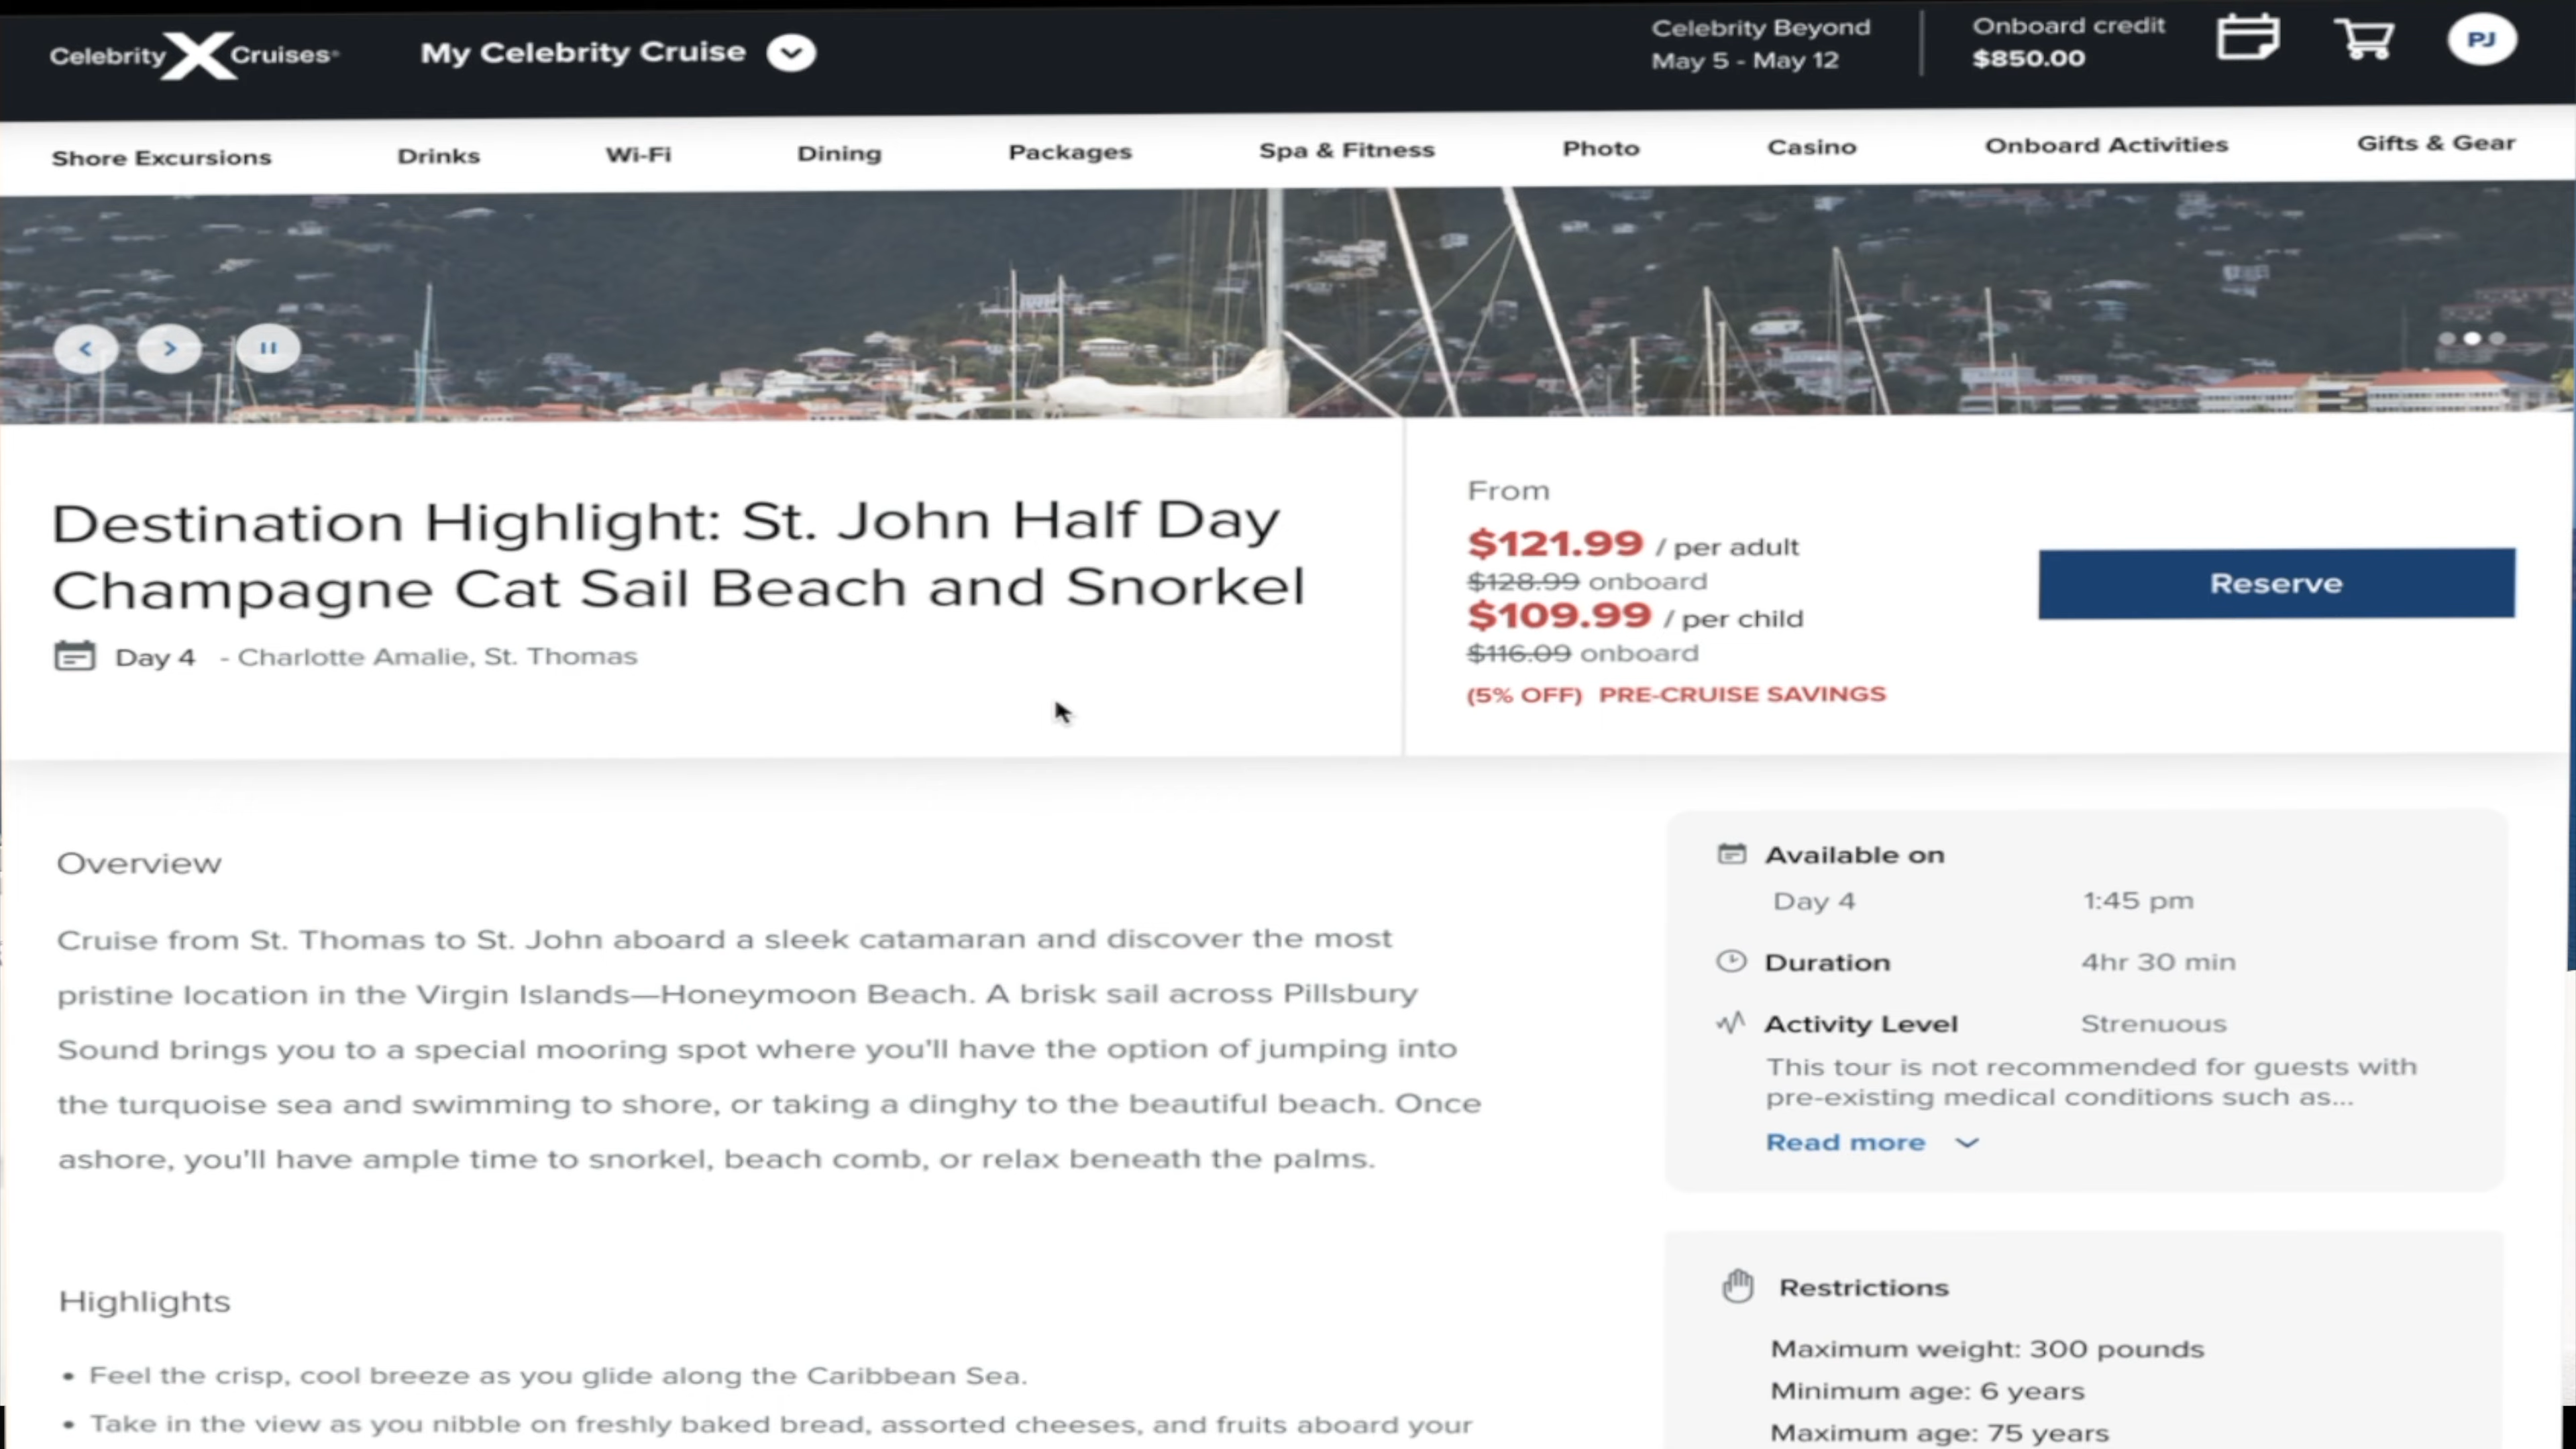 Celebrity X Cruises®
My Celebrity Cruise
Celebrity Beyond
May 5 - May 12
Onboard credit
$850.00
PJ
Shore Excursions Drinks Wi-Fi Dining Packages Spa & Fitness Photo Casino Onboard Activities Gifts & Gear
Destination Highlight: St. John Half Day
Champagne Cat Sail Beach and Snorkel
Day 4 - Charlotte Amalie, St. Thomas
From
$121.99 / per adult
$128.99 onboard
$109.99 / per child
$116.09 onboard
(5% OFF) PRE-CRUISE SAVINGS
Reserve
Overview
Cruise from St. Thomas to St. John aboard a sleek catamaran and discover the most
pristine location in the Virgin Islands—Honeymoon Beach. A brisk sail across Pillsbury
Sound brings you to a special mooring spot where you'll have the option of jumping into
the turquoise sea and swimming to shore, or taking a dinghy to the beautiful beach. Once
ashore, you'll have ample time to snorkel, beach comb, or relax beneath the palms.
Highlights
• Feel the crisp, cool breeze as you glide along the Caribbean Sea.
• Take in the view as you nibble on freshly baked bread, assorted cheeses, and fruits aboard your
Available on
Day 4 1:45 pm
Duration 4hr 30 min
Activity Level Strenuous
This tour is not recommended for guests with
pre-existing medical conditions such as...
Read more
Restrictions
Maximum weight: 300 pounds
Minimum age: 6 years
Maximum age: 75 years